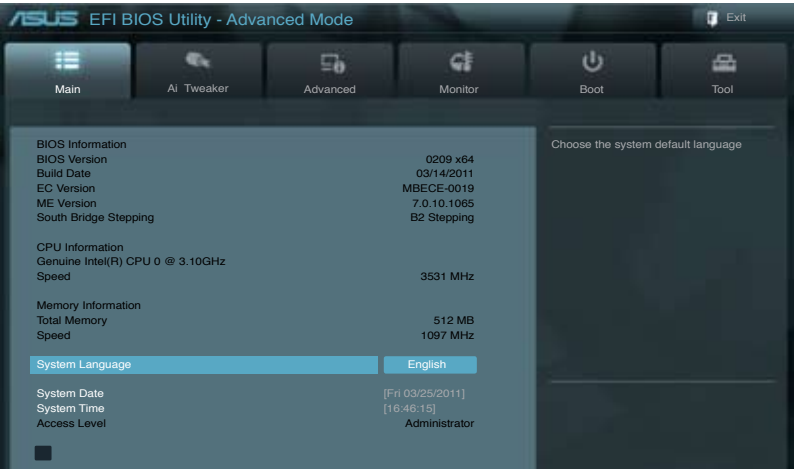 ASUS EFI BIOS Utility - Advanced Mode
Exit
Main
Ai Tweaker
Advanced
Monitor
Boot
Tool
BIOS Information
BIOS Version 0209 x64
Build Date 03/14/2011
EC Version MBECE-0019
ME Version 7.0.10.1065
South Bridge Stepping B2 Stepping
CPU Information
Genuine Intel(R) CPU 0 @ 3.10GHz
Speed 3531 MHz
Memory Information
Total Memory 512 MB
Speed 1097 MHz
System Language English
System Date [Fri 03/25/2011]
System Time [16:46:15]
Access Level Administrator
Choose the system default language